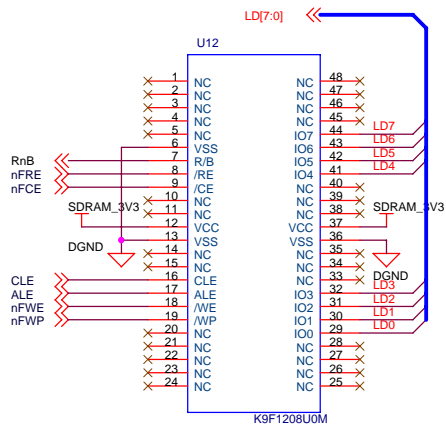 LD[7:0]
U12
1 NC NC 48
2 NC NC 47
3 NC NC 46
4 NC NC 45
5 NC IO7 44 LD7
6 VSS IO6 43 LD6
RnB 7 R/B IO5 42 LD5
nFRE 8 /RE IO4 41 LD4
nFCE 9 /CE NC 40
SDRAM_3V3 10 NC NC 39 SDRAM_3V3
11 NC NC 38
12 VCC VCC 37
13 VSS VSS 36
DGND 14 NC NC 35
15 NC NC 34 DGND
CLE 16 CLE NC 33
ALE 17 ALE IO3 32 LD3
nFWE 18 /WE IO2 31 LD2
nFWP 19 /WP IO1 30 LD1
20 NC IO0 29 LD0
21 NC NC 28
22 NC NC 27
23 NC NC 26
24 NC NC 25
K9F1208U0M